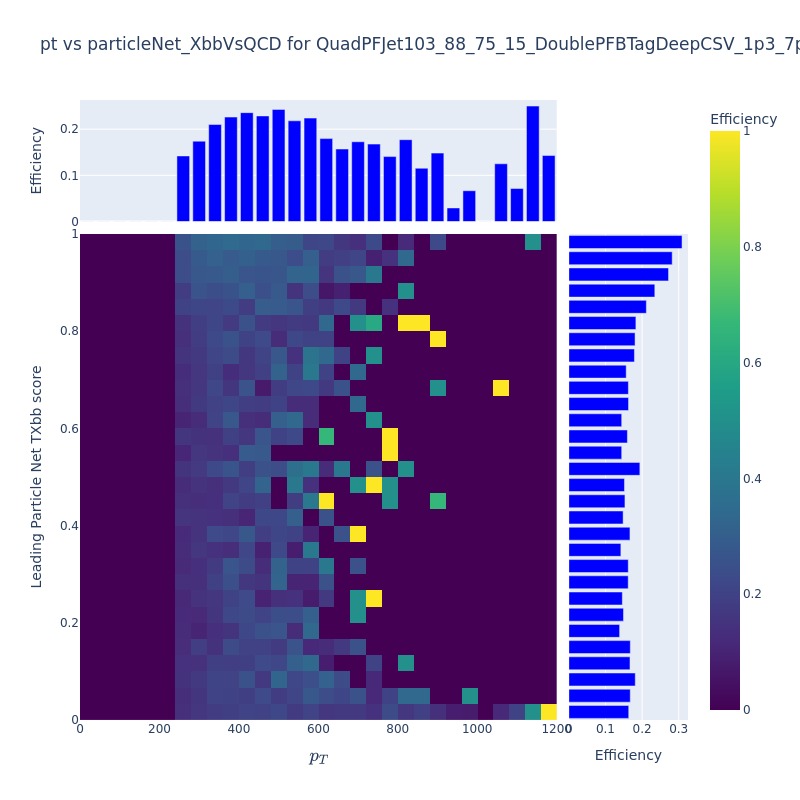 pt vs particleNet_XbbVsQCD for QuadPFJet103_88_75_15_DoublePFBTagDeepCSV_1p3_7p
Efficiency
0.2
0.1
0
Efficiency
1
0.8
0.6
0.4
0.2
0
Leading Particle Net TXbb score
1
0.8
0.6
0.4
0.2
0
0 200 400 600 800 1000 1200
p_T
0 0.1 0.2 0.3
Efficiency